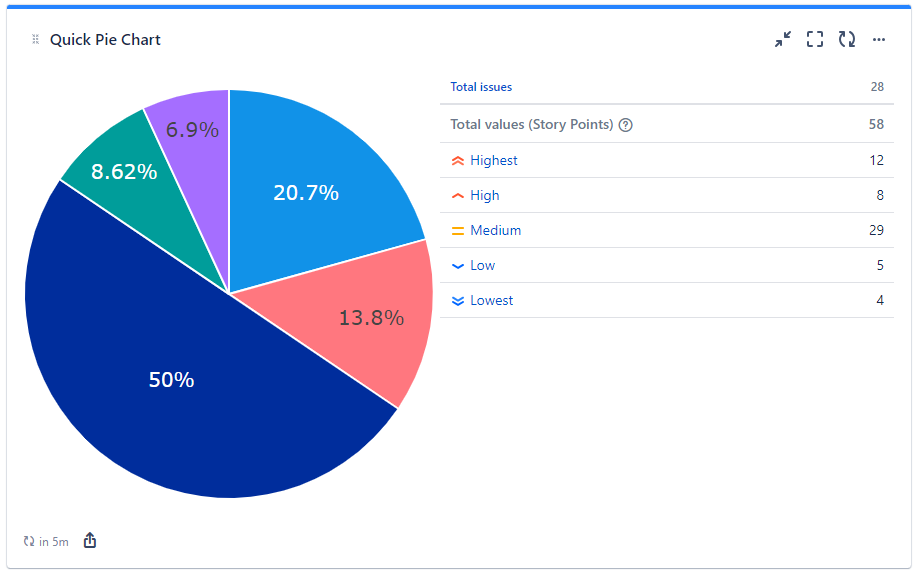 Quick Pie Chart
6.9%
8.62%
20.7%
13.8%
50%
Total issues 28
Total values (Story Points) 58
Highest 12
High 8
Medium 29
Low 5
Lowest 4
in 5m